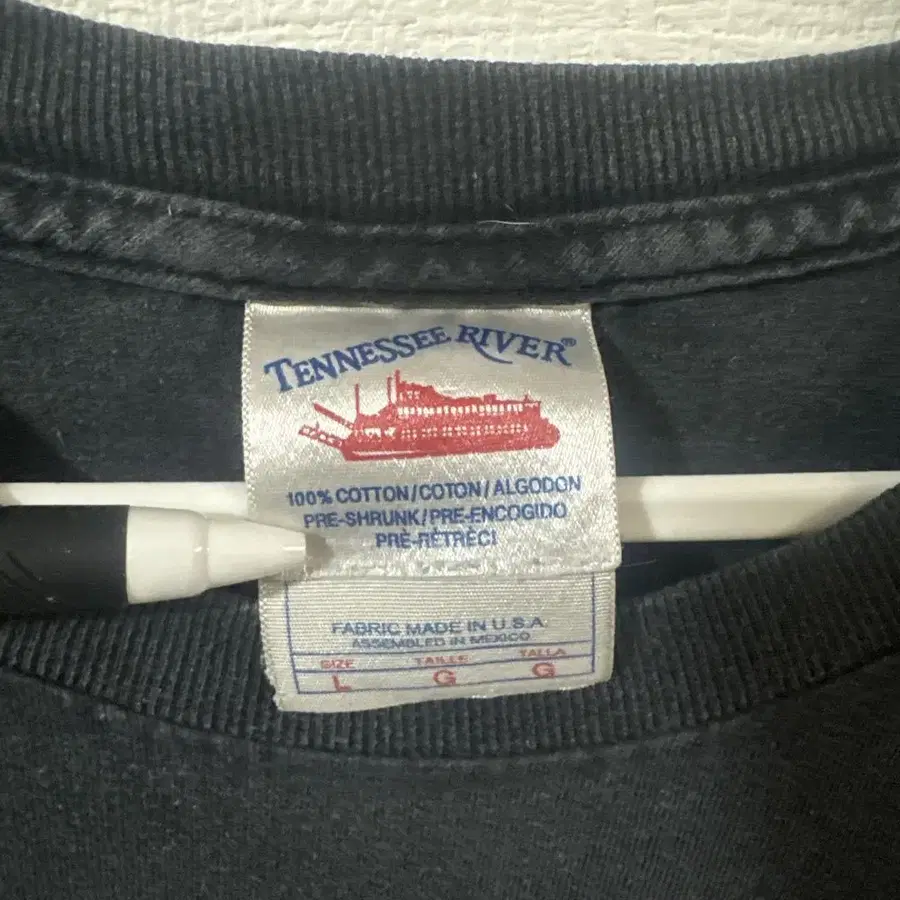 TENNESSEE RIVER®
100% COTTON/COTON/ALGODON
PRE-SHRUNK/PRE-ENCOGIDO
PRÉ-RÉTRÉCI
FABRIC MADE IN U.S.A.
ASSEMBLED IN MEXICO
SIZE TAILLE TALLA
L G G